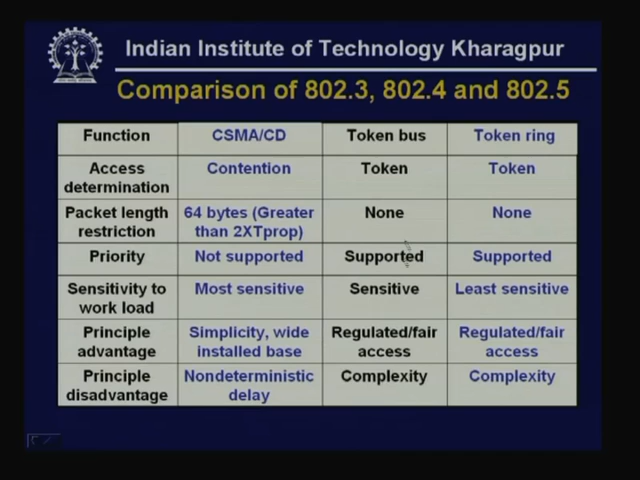 Indian Institute of Technology Kharagpur
Comparison of 802.3, 802.4 and 802.5
Function CSMA/CD Token bus Token ring
Access determination Contention Token Token
Packet length restriction 64 bytes (Greater than 2XTprop) None None
Priority Not supported Supported Supported
Sensitivity to work load Most sensitive Sensitive Least sensitive
Principle advantage Simplicity, wide installed base Regulated/fair access Regulated/fair access
Principle disadvantage Nondeterministic delay Complexity Complexity